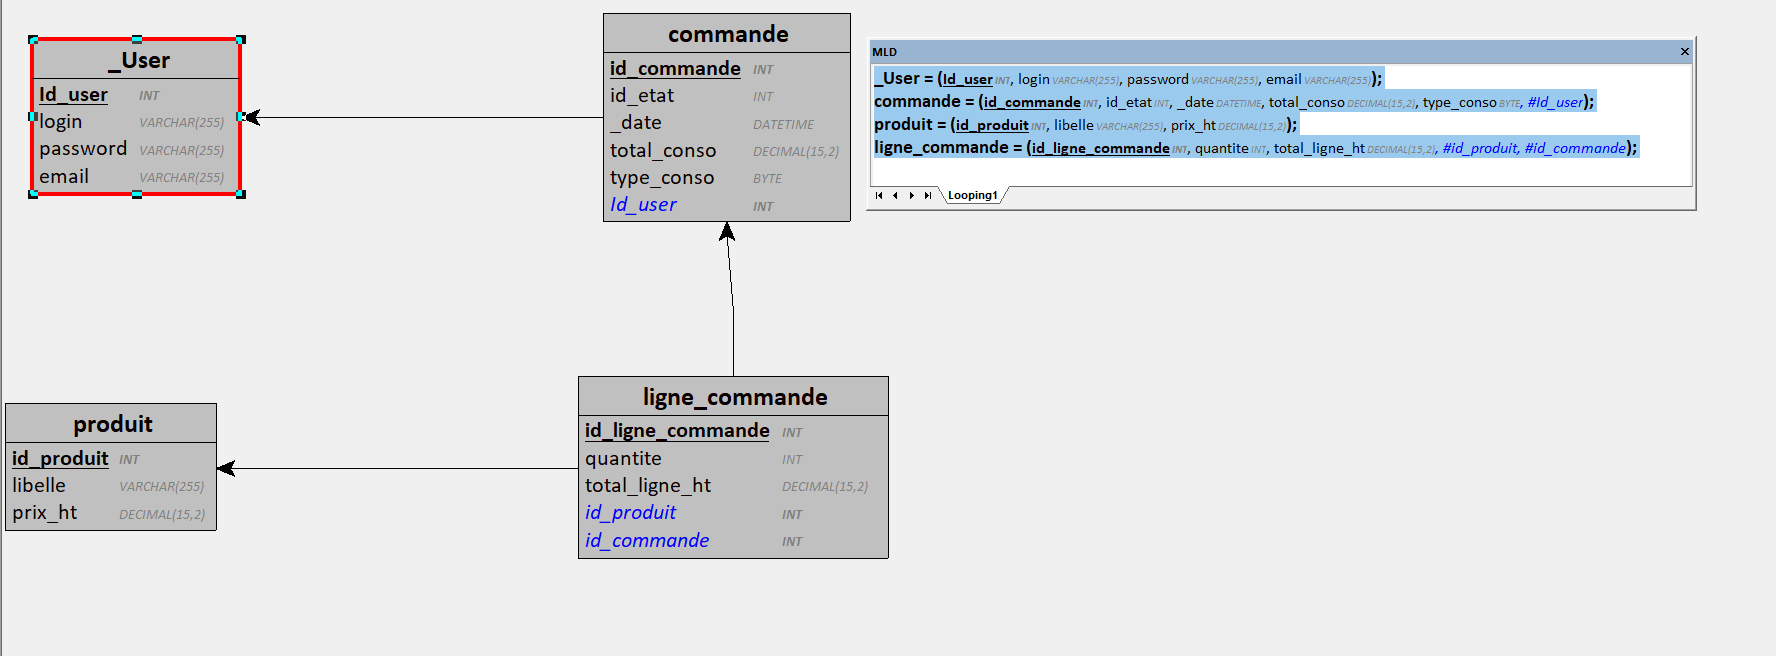 _User
Id_user INT
login VARCHAR(255)
password VARCHAR(255)
email VARCHAR(255)
commande
id_commande INT
id_etat INT
_date DATETIME
total_conso DECIMAL(15,2)
type_conso BYTE
Id_user INT
MLD
_User = (Id_user INT, login VARCHAR(255), password VARCHAR(255), email VARCHAR(255));
commande = (id_commande INT, id_etat INT, _date DATETIME, total_conso DECIMAL(15,2), type_conso BYTE, #Id_user);
produit = (id_produit INT, libelle VARCHAR(255), prix_ht DECIMAL(15,2));
ligne_commande = (id_ligne_commande INT, quantite INT, total_ligne_ht DECIMAL(15,2), #id_produit, #id_commande);
Looping1
produit
id_produit INT
libelle VARCHAR(255)
prix_ht DECIMAL(15,2)
ligne_commande
id_ligne_commande INT
quantite INT
total_ligne_ht DECIMAL(15,2)
id_produit INT
id_commande INT